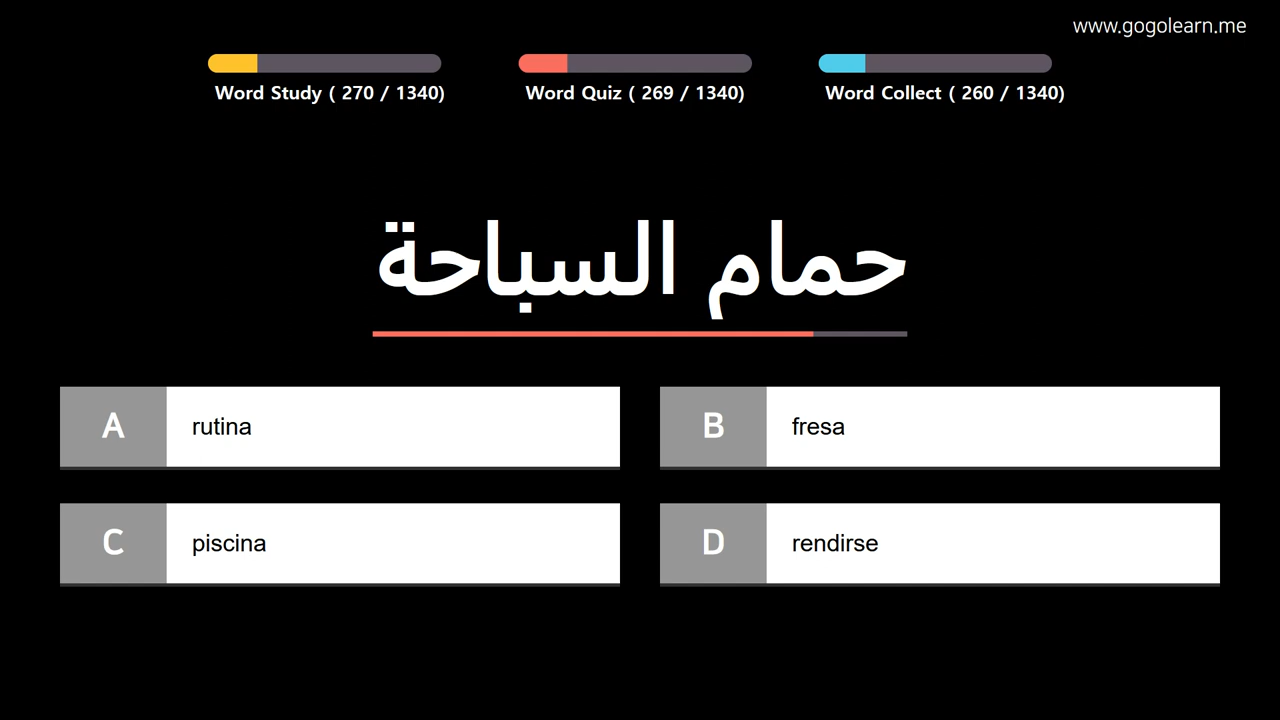 www.gogolearn.me
Word Study ( 270 / 1340)
Word Quiz ( 269 / 1340)
Word Collect ( 260 / 1340)
حمام السباحة
A rutina
B fresa
C piscina
D rendirse